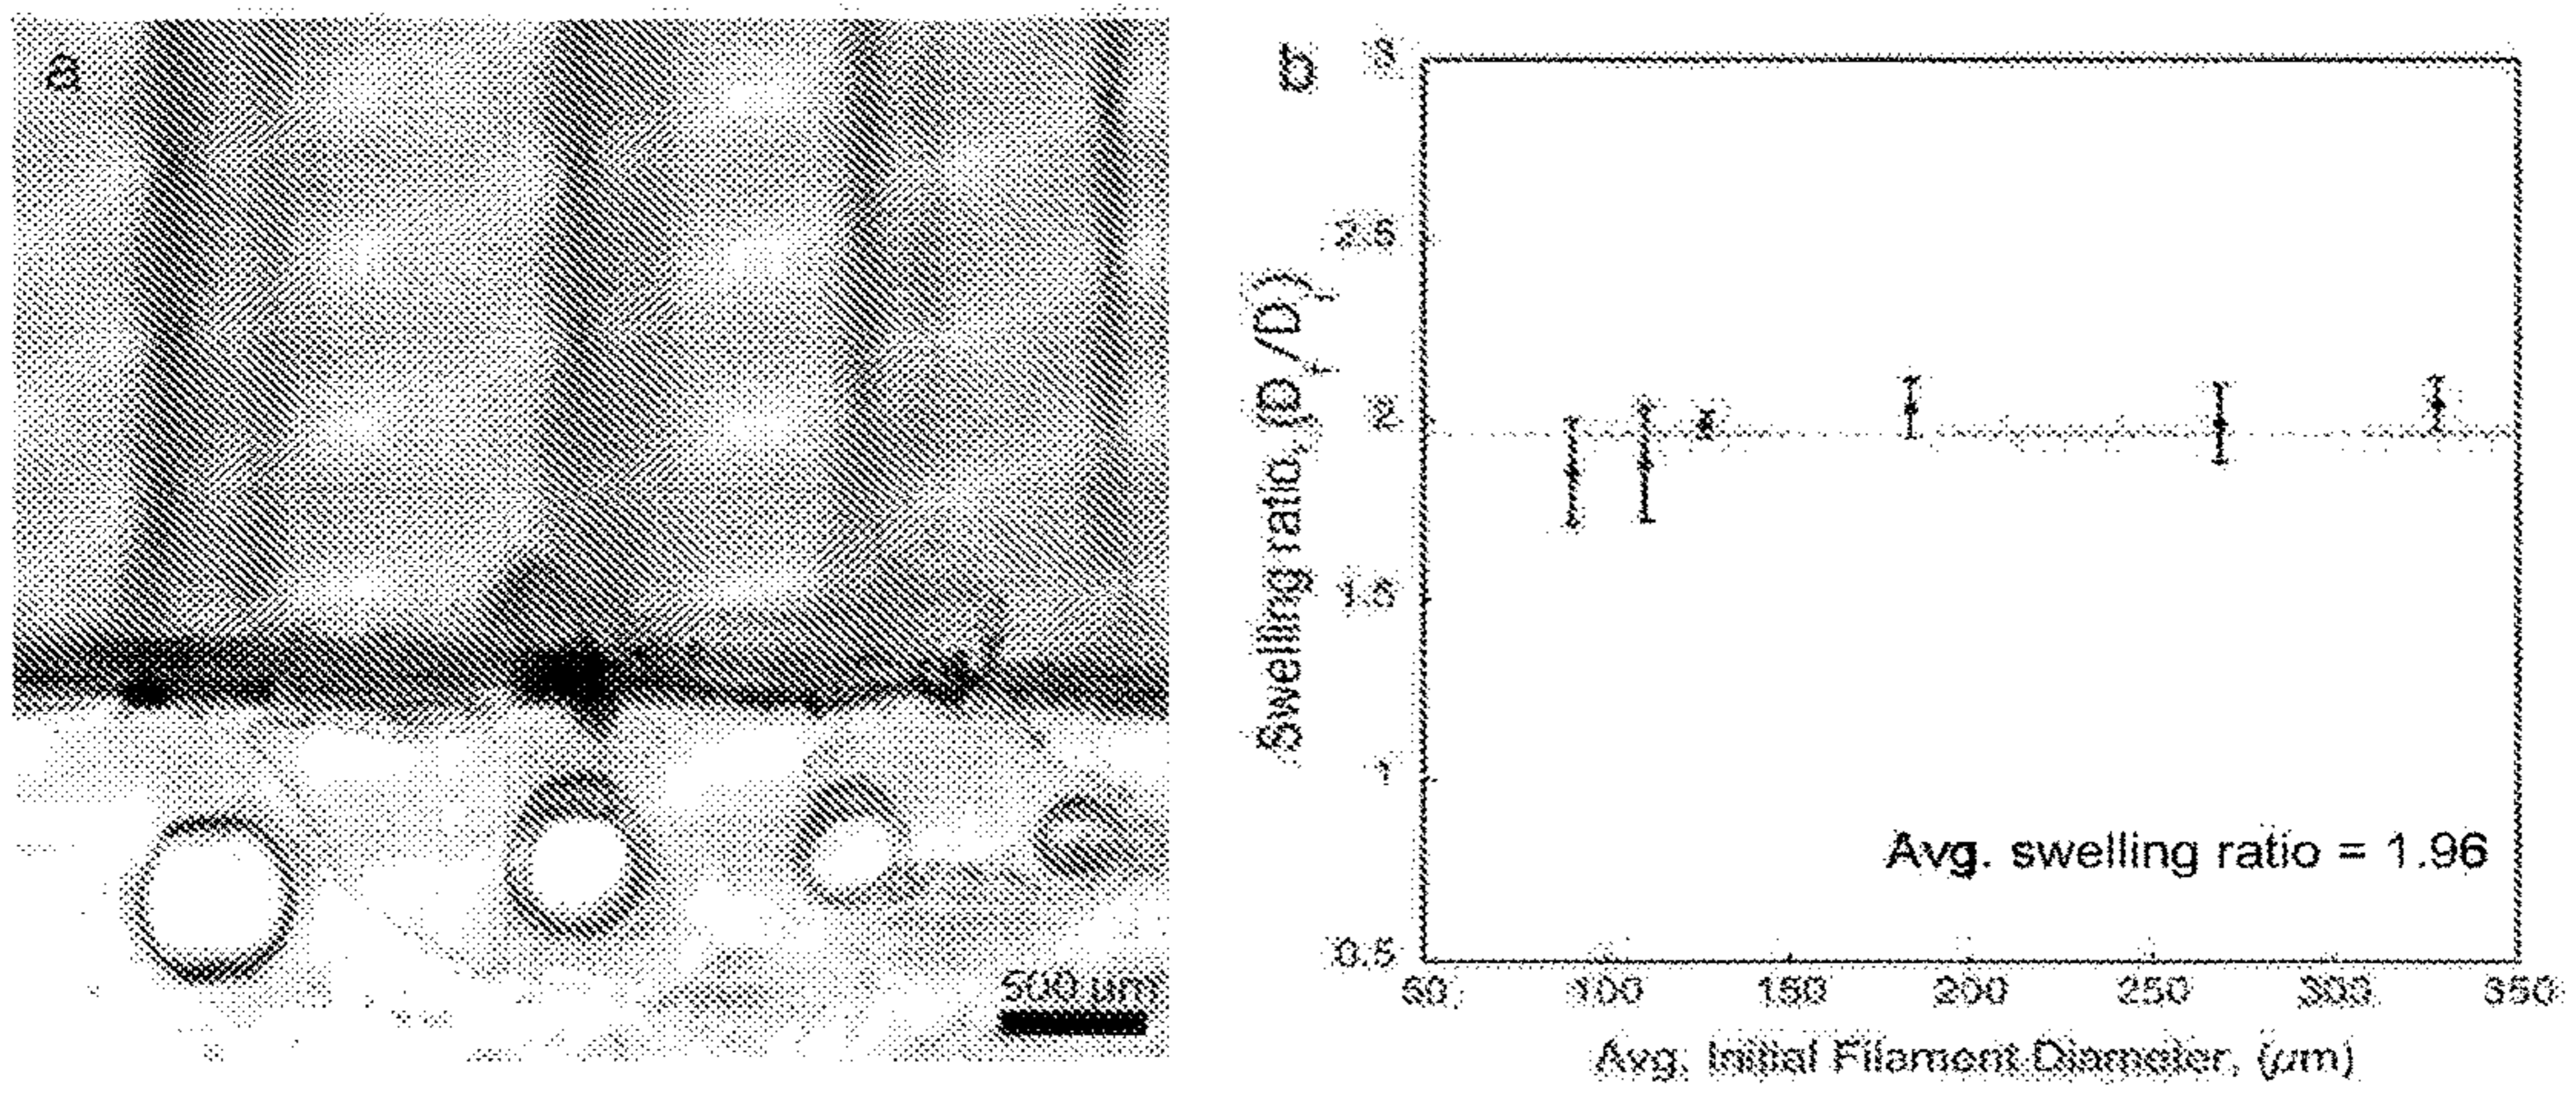 a
b
3
2.5
2
1.5
1
0.5
Swelling ratio, (Df/Di)
Avg. swelling ratio = 1.96
50 100 150 200 250 300 350
Avg. Initial Filament Diameter, (μm)
500 μm